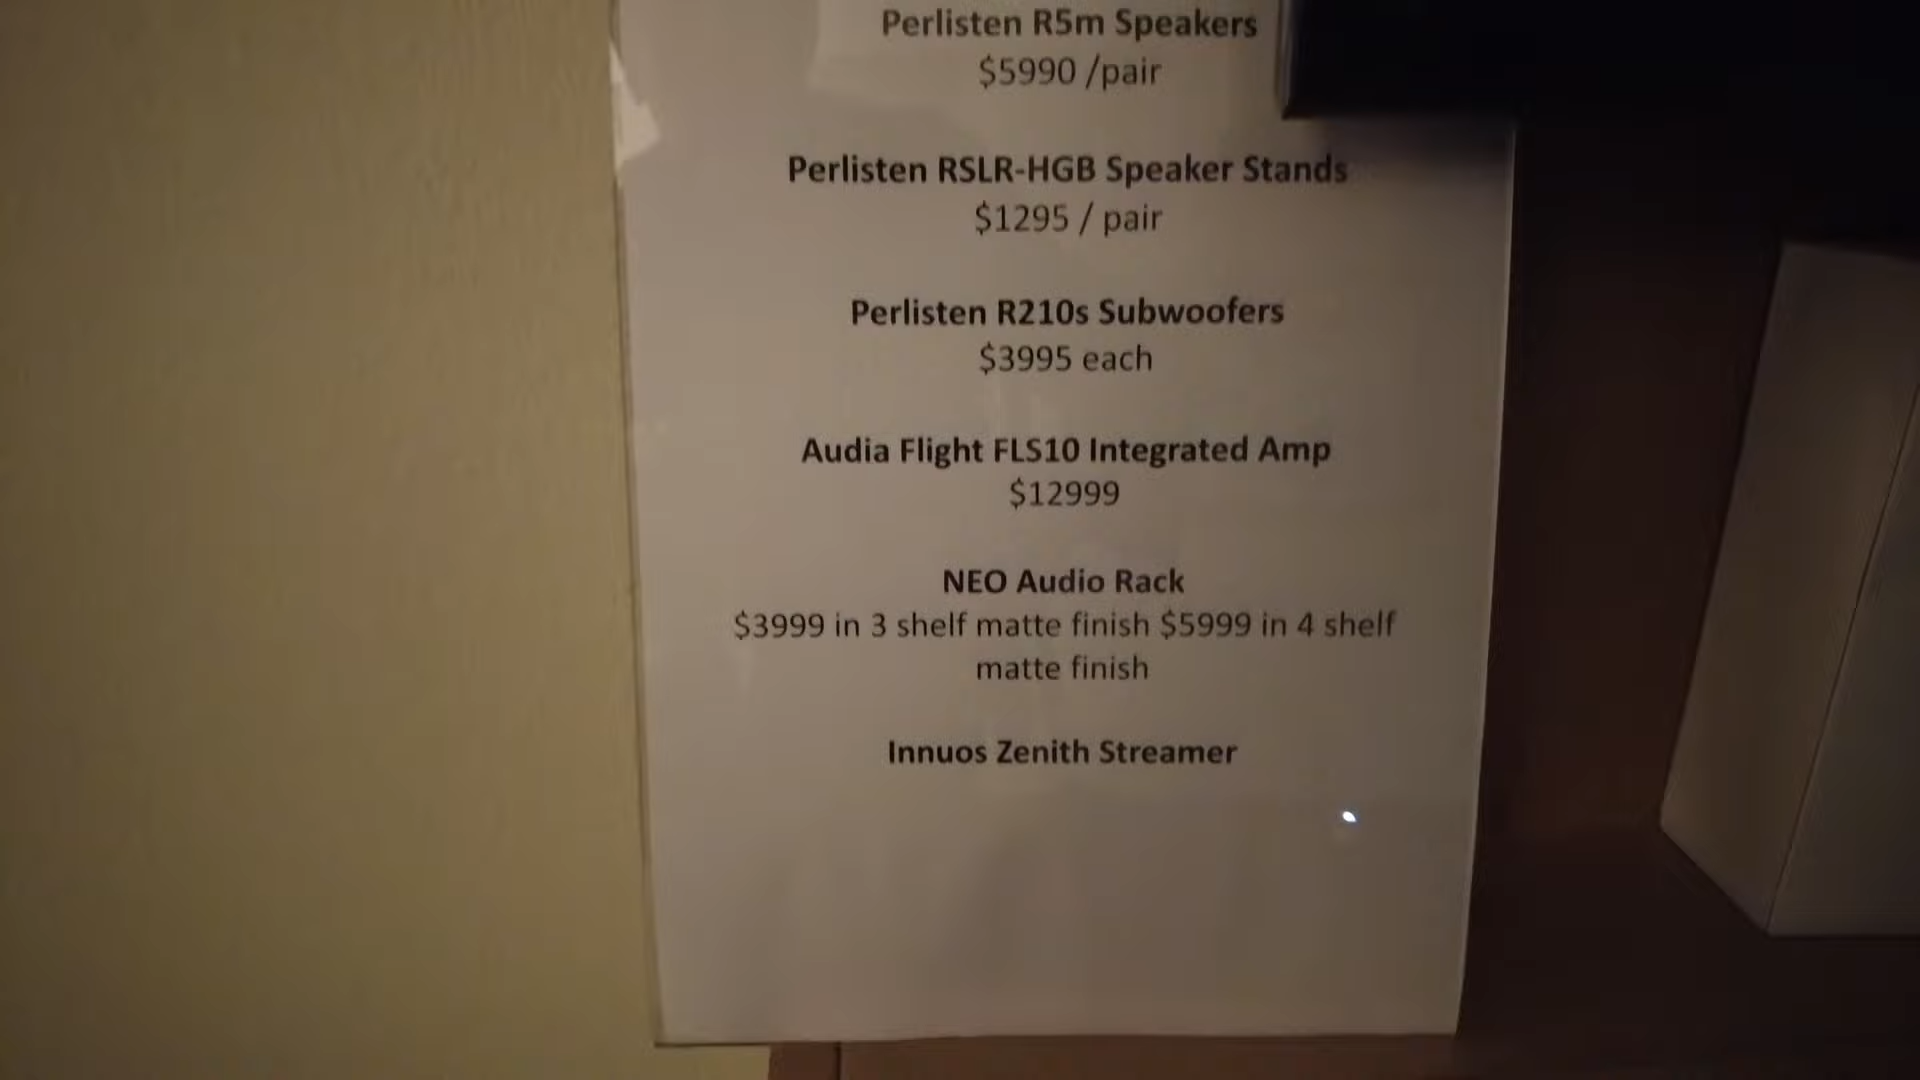 Perlisten R5m Speakers
$5990 /pair
Perlisten RSLR-HGB Speaker Stands
$1295 / pair
Perlisten R210s Subwoofers
$3995 each
Audia Flight FLS10 Integrated Amp
$12999
NEO Audio Rack
$3999 in 3 shelf matte finish $5999 in 4 shelf
matte finish
Innuos Zenith Streamer